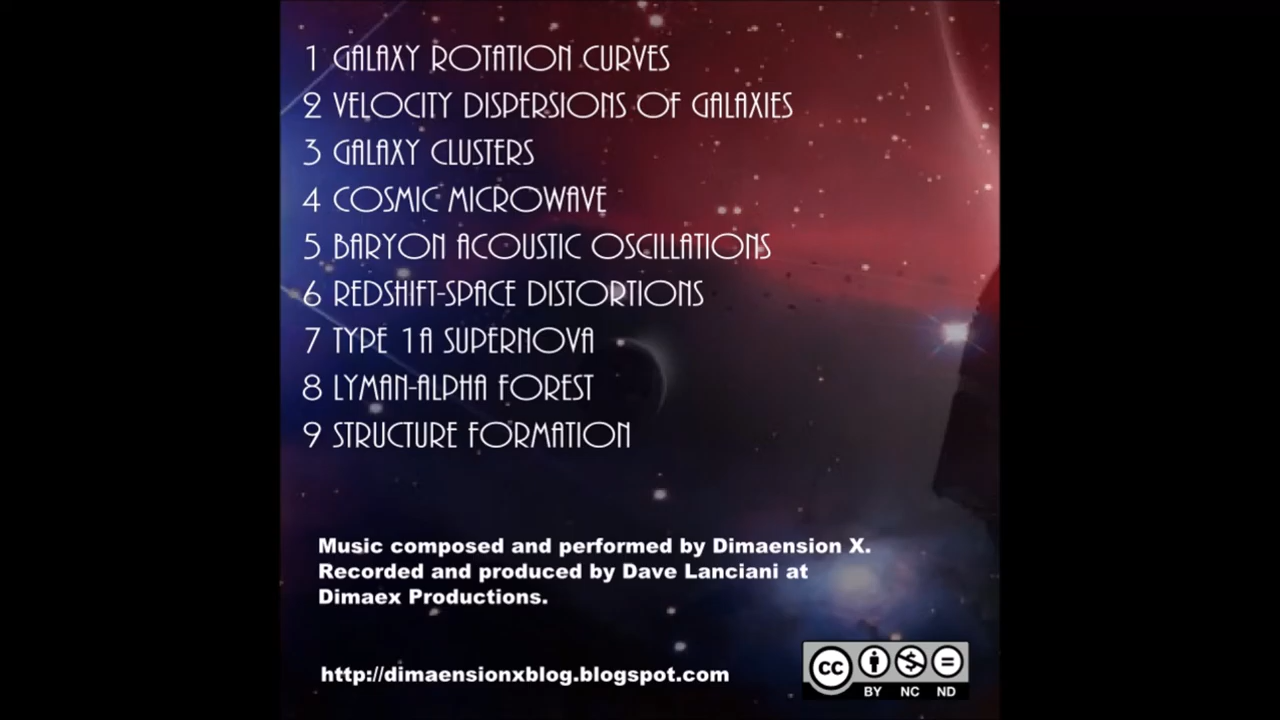 1 GALAXY ROTATION CURVES
2 VELOCITY DISPERSIONS OF GALAXIES
3 GALAXY CLUSTERS
4 COSMIC MICROWAVE
5 BARYON ACOUSTIC OSCILLATIONS
6 REDSHIFT-SPACE DISTORTIONS
7 TYPE 1A SUPERNOVA
8 LYMAN-ALPHA FOREST
9 STRUCTURE FORMATION
Music composed and performed by Dimaension X.
Recorded and produced by Dave Lanciani at
Dimaex Productions.
http://dimaensionxblog.blogspot.com
cc
BY NC ND